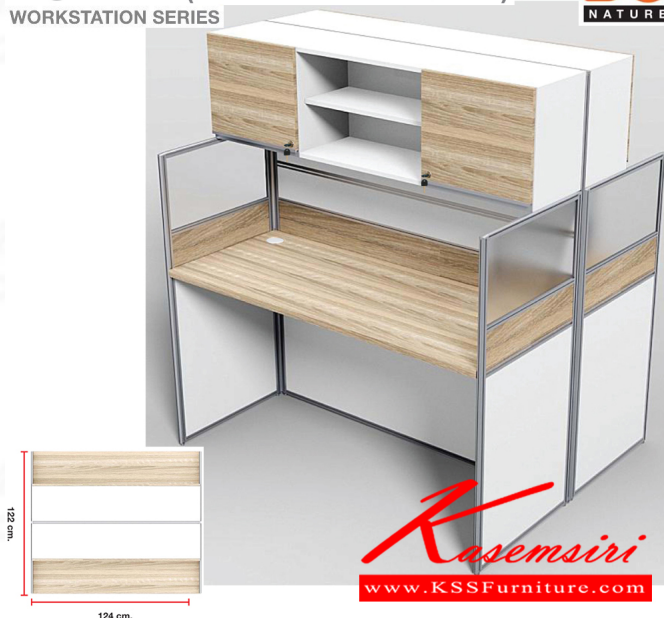 WORKSTATION SERIES
NATURE
122 cm.
124 cm.
Kasemsiri
www.KSSFurniture.com